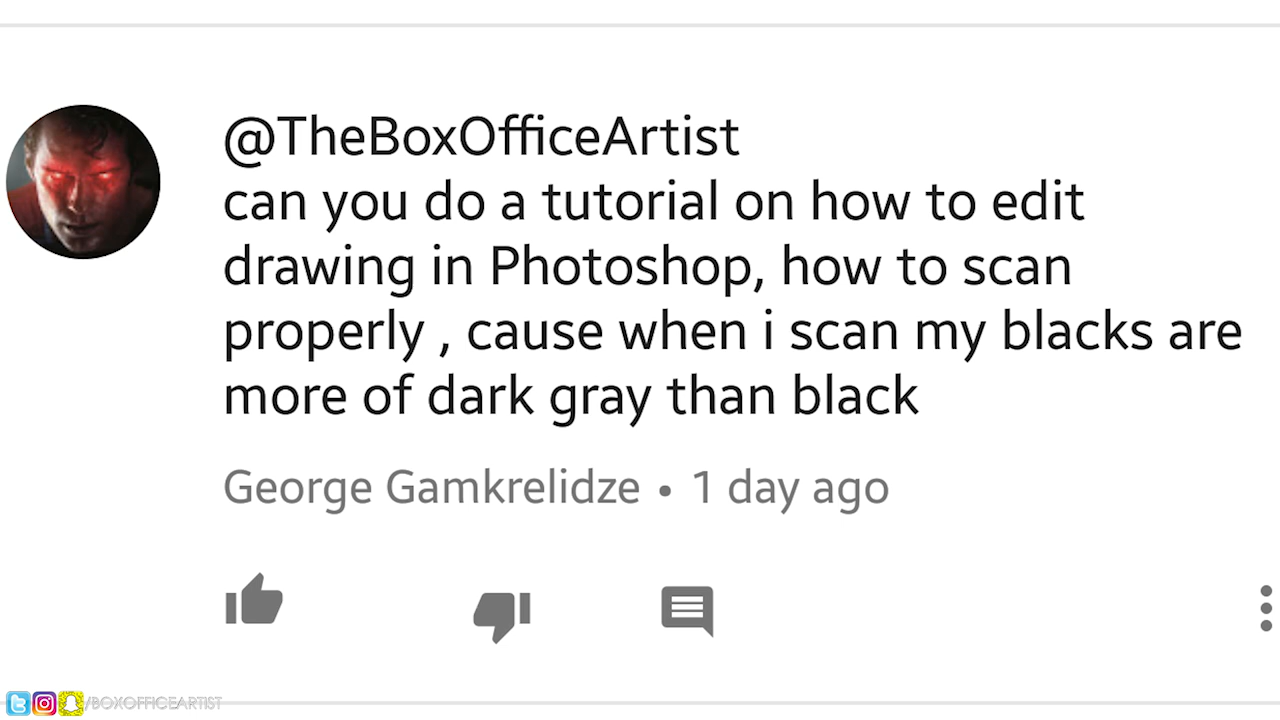 @TheBoxOfficeArtist
can you do a tutorial on how to edit
drawing in Photoshop, how to scan
properly , cause when i scan my blacks are
more of dark gray than black
George Gamkrelidze • 1 day ago
/BOXOFFICEARTIST